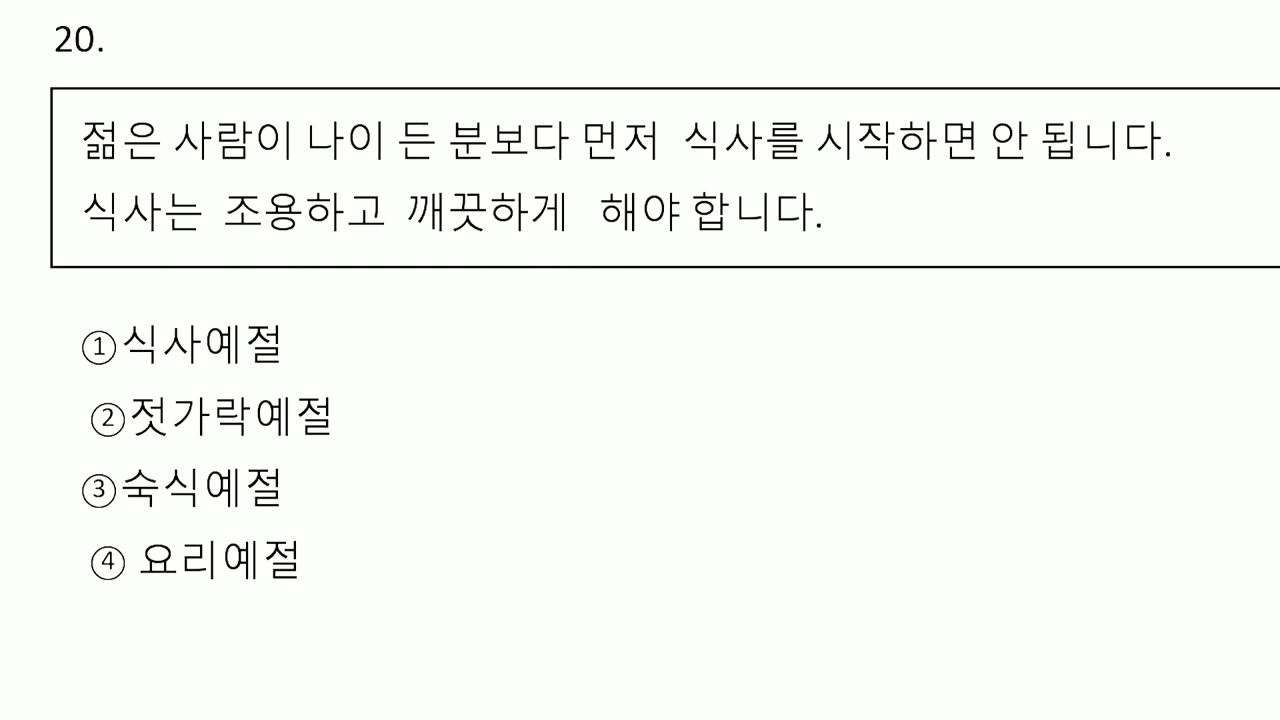 20.
젊은 사람이 나이 든 분보다 먼저 식사를 시작하면 안 됩니다.
식사는 조용하고 깨끗하게 해야 합니다.
①식사예절
②젓가락예절
③숙식예절
④ 요리예절